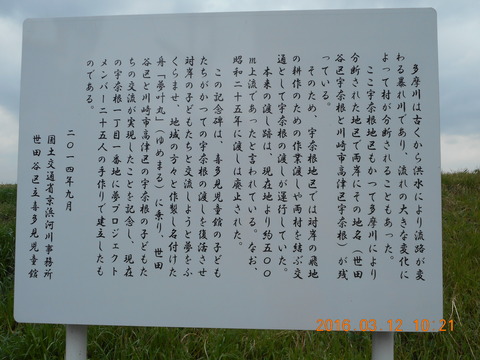 多摩川は古くから洪水により流路が変
わる暴れ川であり、流れの大きな変化に
よって村が分断されることもあった。
ここ宇奈根地区もかつて多摩川により
分断された地区で両岸にその地名（世田
谷区宇奈根と川崎市高津区宇奈根）が残
っている。
そのため、宇奈根地区では対岸の飛地
の耕作のための作業渡しや両村を結ぶ交
通として宇奈根の渡しが運行していた。
本来の渡し跡は、現在地より約五〇〇
m上流であったと言われている。なお、
昭和二十五年に渡しは廃止された。
この記念碑は、喜多見児童館の子ども
たちがかつての宇奈根の渡しを復活させ
対岸の子どもたちと交流しようと夢をふ
くらませ、地域の方々と作製し名付けた
舟「夢叶丸」（ゆめまる）に乗り、世田
谷区と川崎市高津区の宇奈根の子どもた
ちの交流が実現したことを記念し、現在
の宇奈根一丁目一番地に夢プロジェクト
メンバー二十五人の手作りで建立したも
のである。
二〇一四年九月
国土交通省京浜河川事務所
世田谷区立喜多見児童館
2016.03.12 10:21